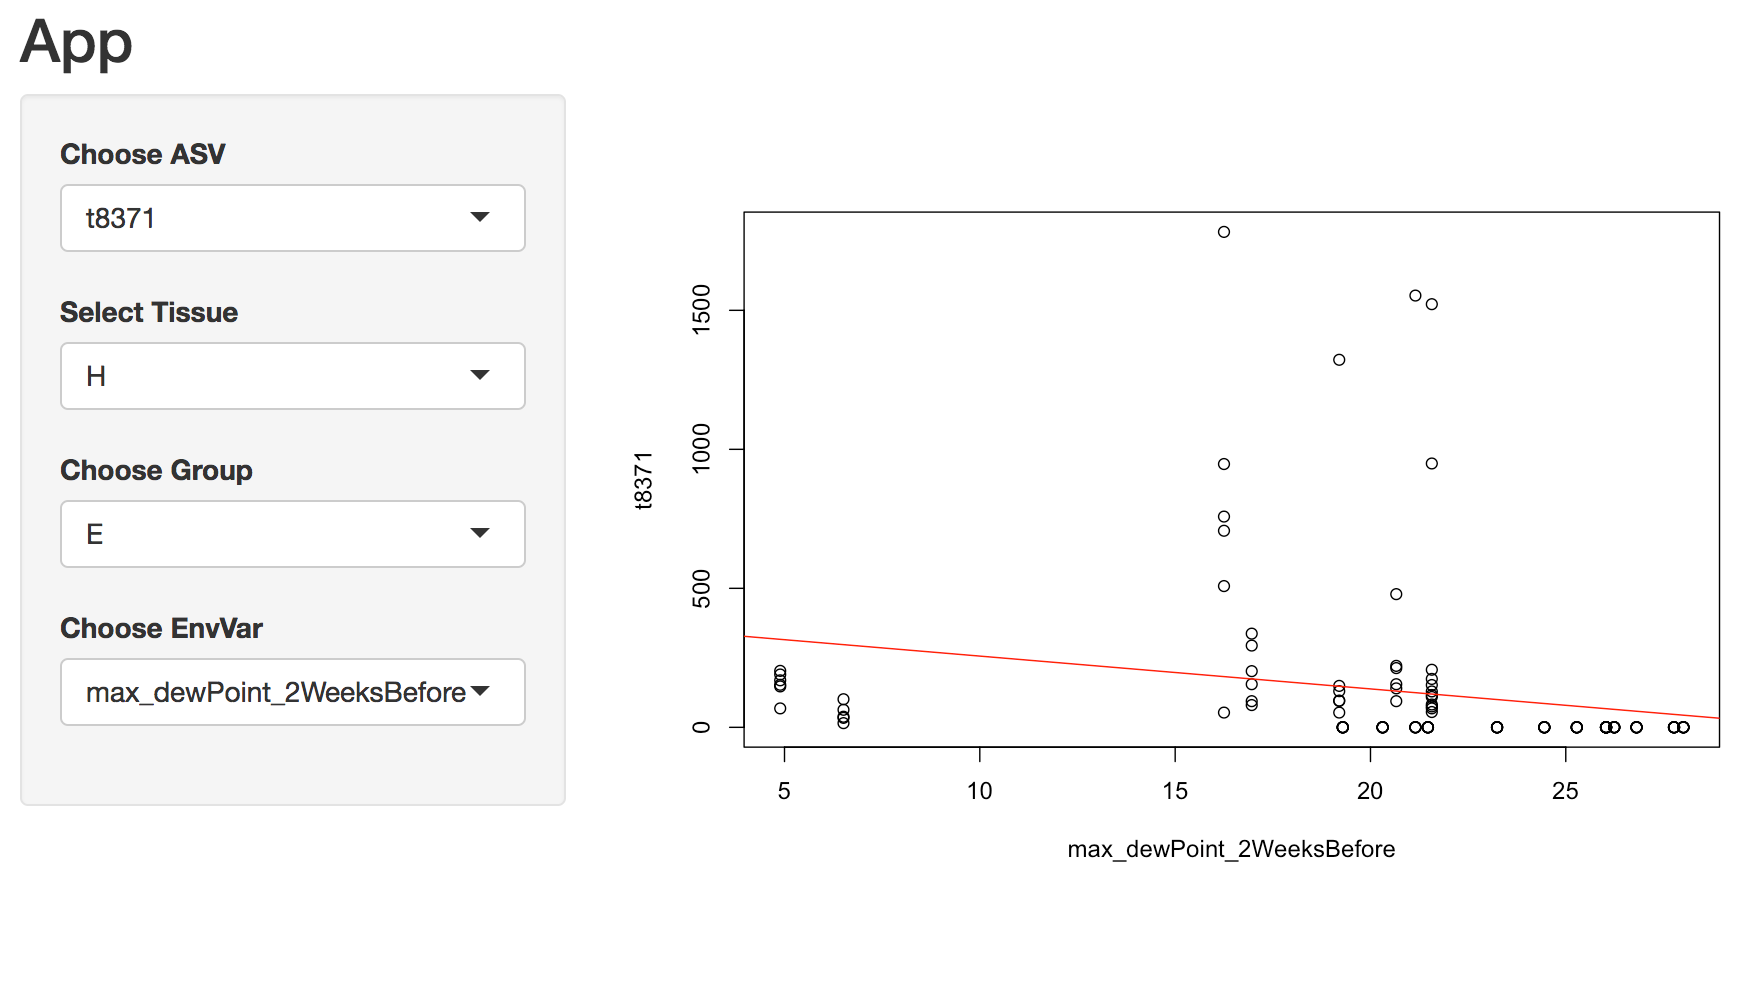 App
Choose ASV
t8371
Select Tissue
H
Choose Group
E
Choose EnvVar
max_dewPoint_2WeeksBefore
t8371
1500
1000
500
0
5 10 15 20 25
max_dewPoint_2WeeksBefore